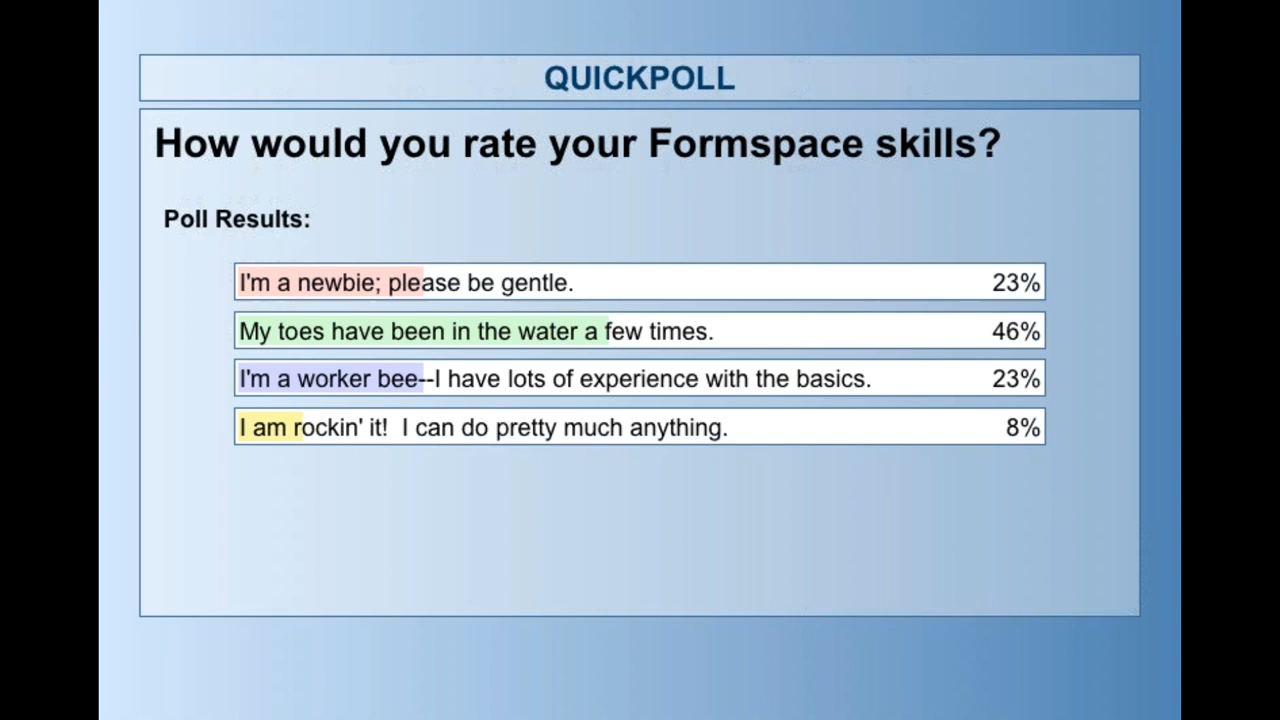 QUICKPOLL
How would you rate your Formspace skills?
Poll Results:
I'm a newbie; please be gentle. 23%
My toes have been in the water a few times. 46%
I'm a worker bee--I have lots of experience with the basics. 23%
I am rockin' it!  I can do pretty much anything. 8%